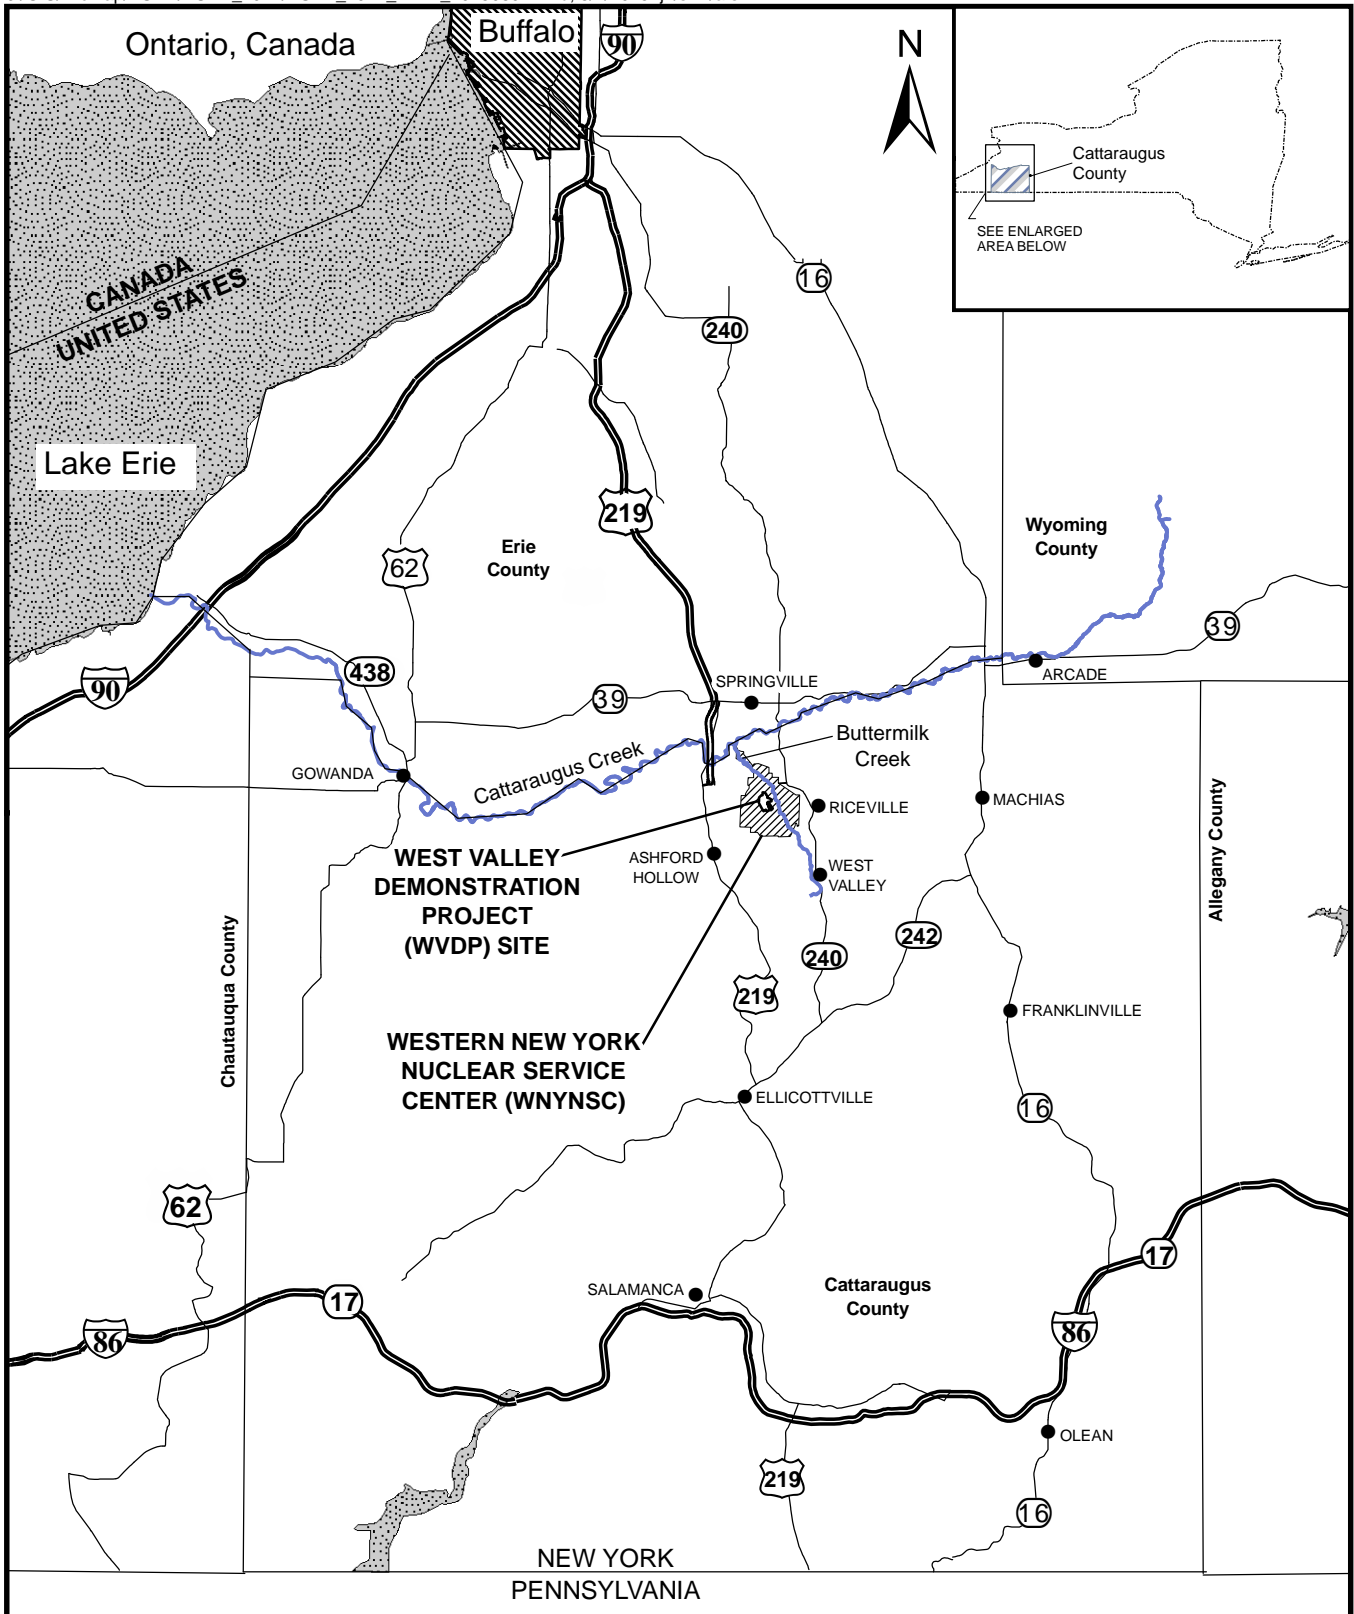 Ontario, Canada
Buffalo
90
N
Cattaraugus
County
SEE ENLARGED
AREA BELOW
16
CANADA
UNITED STATES
240
Lake Erie
219
Wyoming
County
Erie
County
62
39
438
90
SPRINGVILLE
39
ARCADE
Buttermilk
Creek
Cattaraugus Creek
GOWANDA
RICEVILLE
MACHIAS
Allegany County
WEST VALLEY
DEMONSTRATION
PROJECT
(WVDP) SITE
ASHFORD
HOLLOW
WEST
VALLEY
Chautauqua County
242
240
219
FRANKLINVILLE
WESTERN NEW YORK
NUCLEAR SERVICE
CENTER (WNYNSC)
ELLICOTTVILLE
16
62
17
SALAMANCA
Cattaraugus
County
17
86
86
OLEAN
219
16
NEW YORK
PENNSYLVANIA